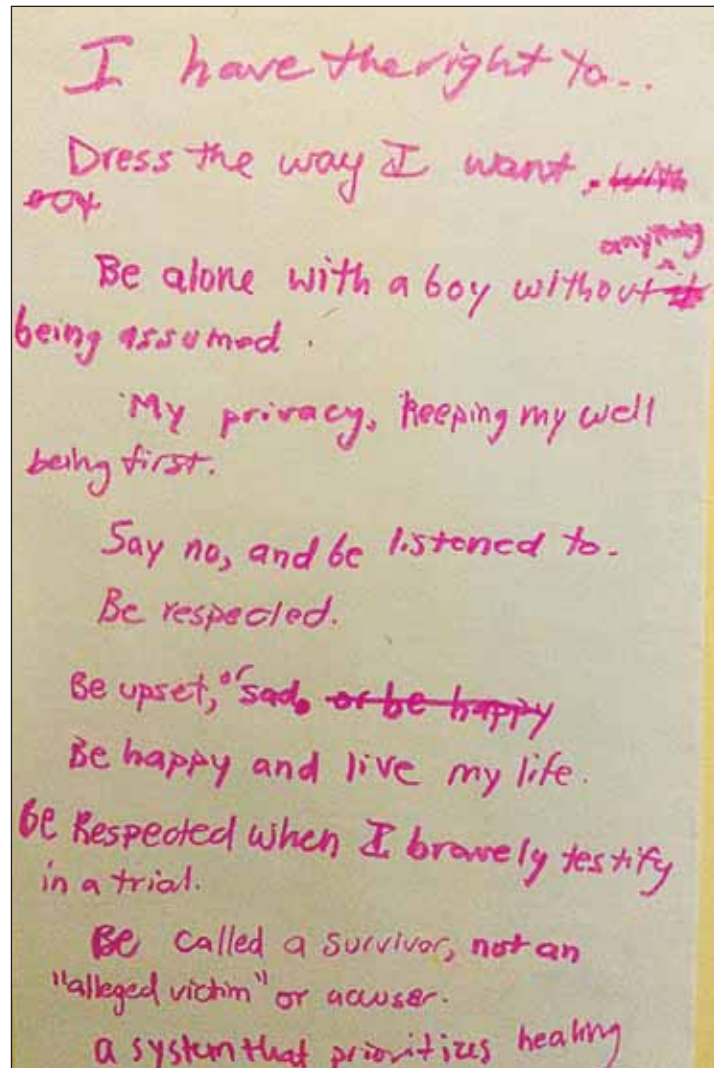 I have the right to...
Dress the way I want.
Be alone with a boy without anything
being assumed.
My privacy, keeping my well
being first.
Say no, and be listened to.
Be respected.
Be upset, or sad. or be happy
Be happy and live my life.
Be Respected when I bravely testify
in a trial.
Be called a survivor, not an
"alleged victim" or accuser.
a system that prioritizes healing